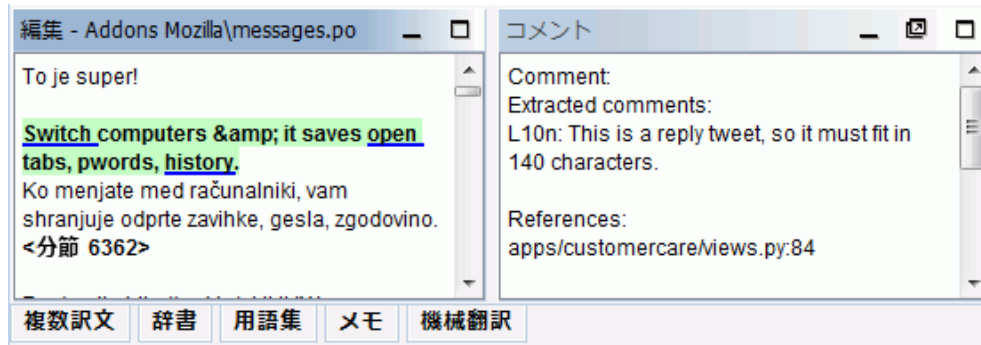 編集 - Addons Mozilla\messages.po
To je super!
Switch computers &amp; it saves open
tabs, pwords, history.
Ko menjate med računalniki, vam
shranjuje odprte zavihke, gesla, zgodovino.
<分節 6362>
コメント
Comment:
Extracted comments:
L10n: This is a reply tweet, so it must fit in
140 characters.
References:
apps/customercare/views.py:84
複数訳文 辞書 用語集 メモ 機械翻訳